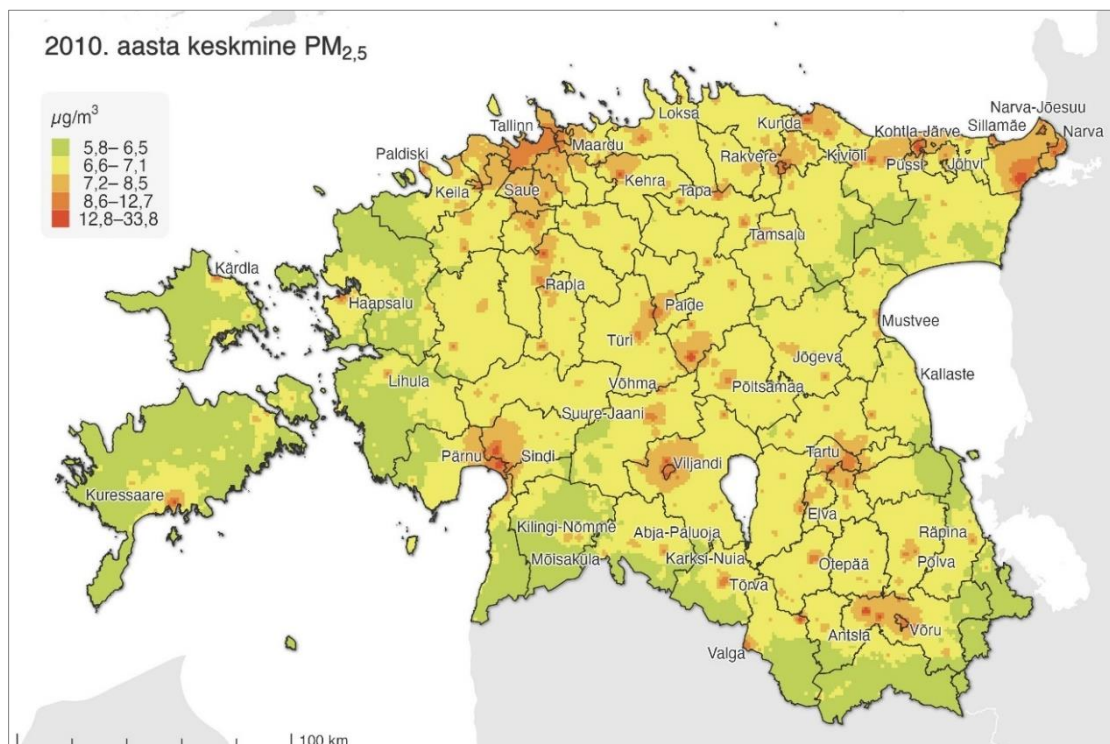 2010. aasta keskmine PM2,5
µg/m3
5,8– 6,5
6,6– 7,1
7,2– 8,5
8,6–12,7
12,8–33,8
Narva-Jõesuu
Loksa
Tallinn
Kunda
Kohtla-Järve
Sillamäe
Narva
Maardu
Paldiski
Rakvere
Kiviõli
Püssi
Jõhvi
Keila
Saue
Kehra
Tapa
Tamsalu
Kärdla
Haapsalu
Rapla
Paide
Mustvee
Türi
Jõgeva
Lihula
Võhma
Põltsamaa
Kallaste
Suure-Jaani
Pärnu
Sindi
Viljandi
Tartu
Kuressaare
Elva
Kilingi-Nõmme
Abja-Paluoja
Räpina
Mõisaküla
Karksi-Nuia
Otepää
Põlva
Tõrva
Antsla
Võru
Valga
100 km